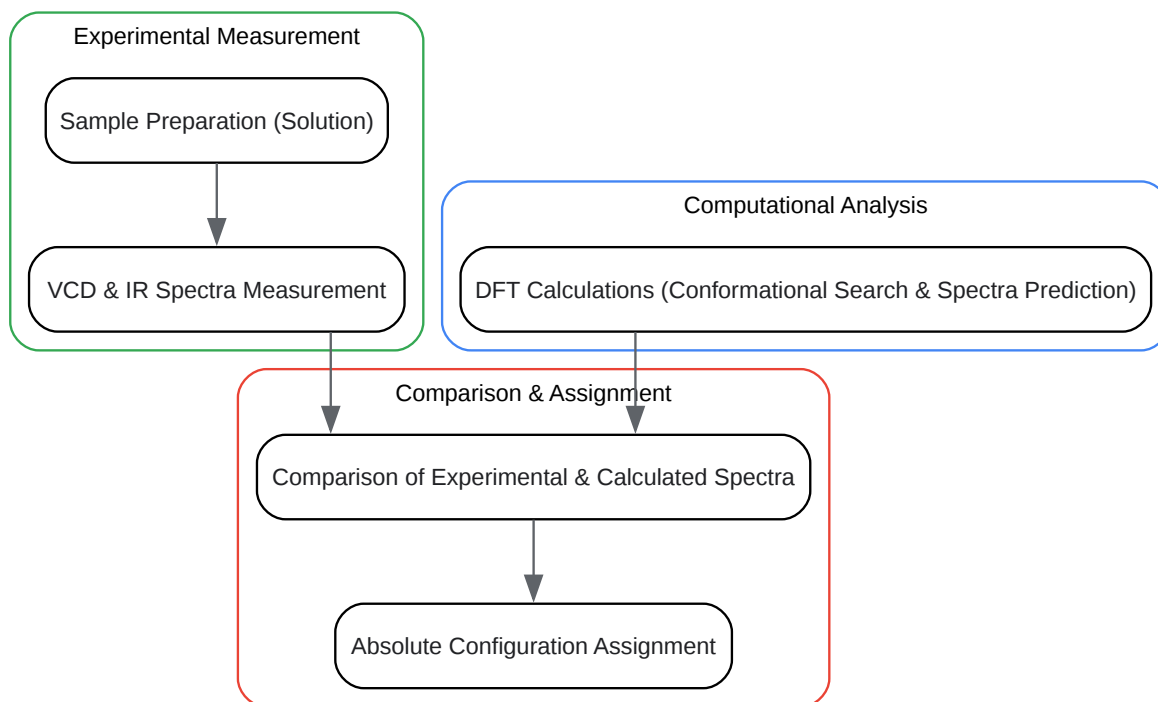 Experimental Measurement
Sample Preparation (Solution)
VCD & IR Spectra Measurement
Computational Analysis
DFT Calculations (Conformational Search & Spectra Prediction)
Comparison & Assignment
Comparison of Experimental & Calculated Spectra
Absolute Configuration Assignment